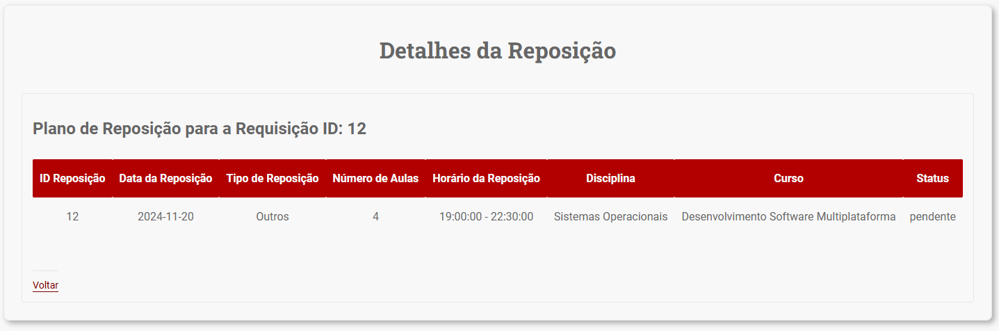 Detalhes da Reposição
Plano de Reposição para a Requisição ID: 12
ID Reposição Data da Reposição Tipo de Reposição Número de Aulas Horário da Reposição Disciplina Curso Status
12 2024-11-20 Outros 4 19:00:00 - 22:30:00 Sistemas Operacionais Desenvolvimento Software Multiplataforma pendente
Voltar